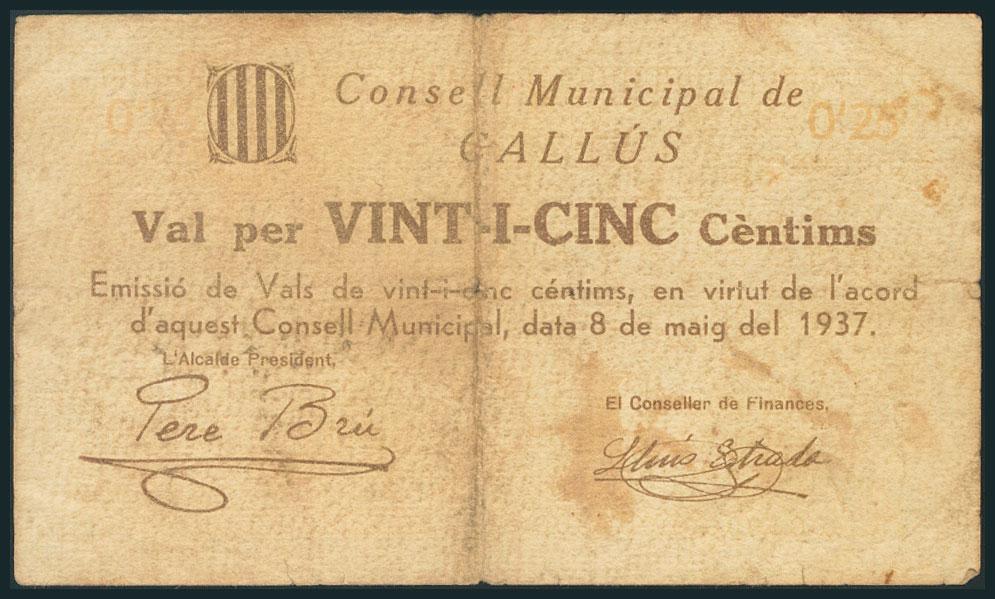 Consell Municipal de
0'25
0'25
GALLÚS
Val per VINT-I-CINC Cèntims
Emissió de Vals de vint-i-cinc céntims, en virtut de l'acord
d'aquest Consell Municipal, data 8 de maig del 1937.
L'Alcalde President,
Pere Brú
El Conseller de Finances,
Lluís Estrada